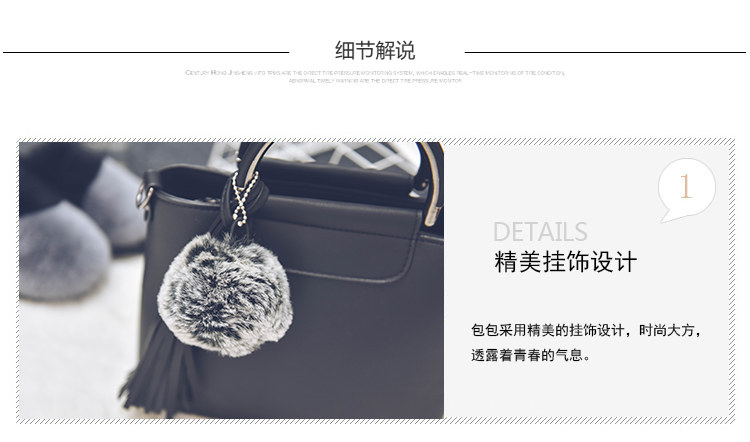 细节解说
CENTURY HONG JINSHENG INTO TPMS ARE THE DIRECT TIRE PRESSURE MONITORING SYSTEM, WHICH ENABLES REAL-TIME MONITORING OF TIRE CONDITION,
ABNORMAL TIMELY WARNING ARE THE DIRECT TIRE PRESSURE MONITOR
1
DETAILS
精美挂饰设计
包包采用精美的挂饰设计，时尚大方，
透露着青春的气息。